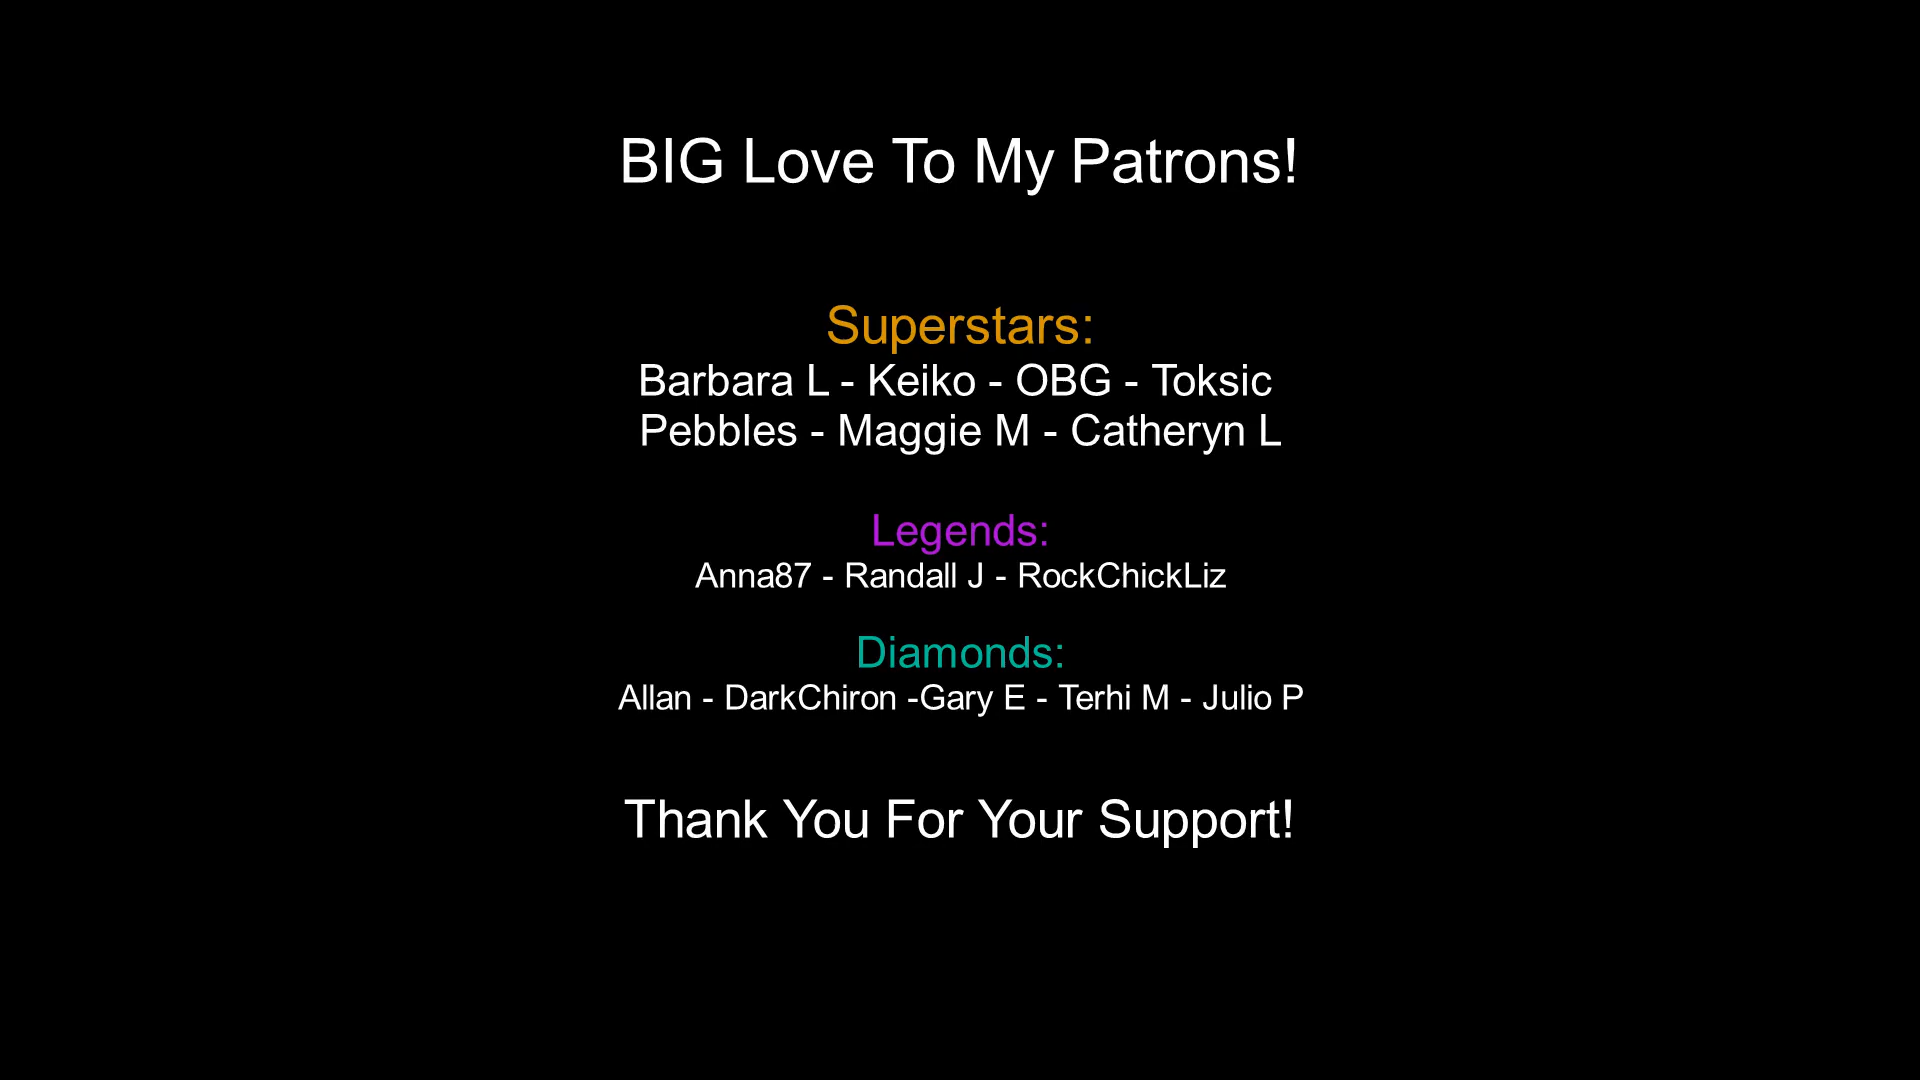 BIG Love To My Patrons!
Superstars:
Barbara L - Keiko - OBG - Toksic
Pebbles - Maggie M - Catheryn L
Legends:
Anna87 - Randall J - RockChickLiz
Diamonds:
Allan - DarkChiron -Gary E - Terhi M - Julio P
Thank You For Your Support!